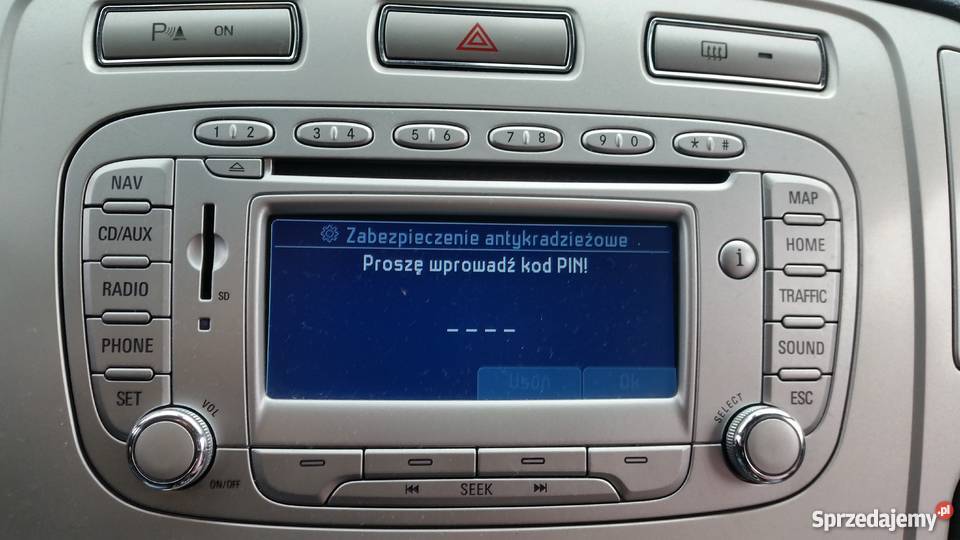 P ON
1 2 3 4 5 6 7 8 9 0 * #
NAV
CD/AUX
RADIO
PHONE
SET
SD
Zabezpieczenie antykradzieżowe
Proszę wprowadź kod PIN!
_ _ _ _
Usuń Ok
i
MAP
HOME
TRAFFIC
SOUND
ESC
VOL
ON/OFF
SELECT
SEEK
Sprzedajemy.pl